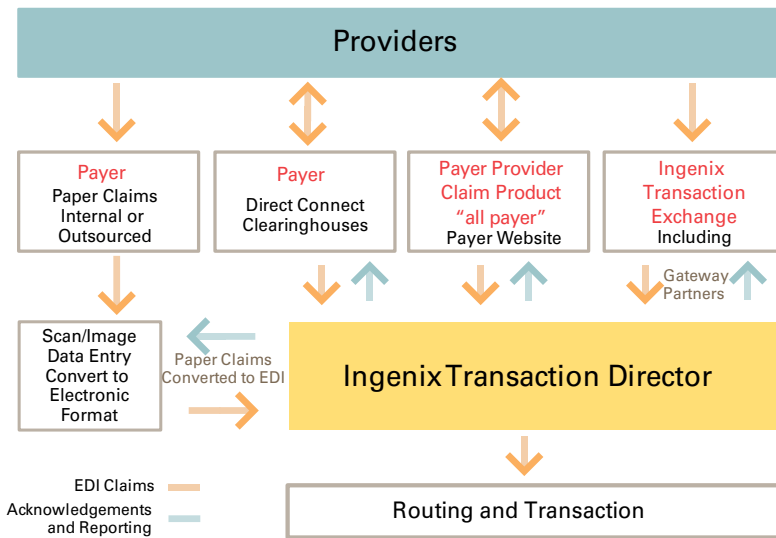 Providers
Payer
Paper Claims
Internal or
Outsourced
Payer
Direct Connect
Clearinghouses
Payer Provider
Claim Product
“all payer”
Payer Website
Ingenix
Transaction
Exchange
Including
Gateway
Partners
Scan/Image
Data Entry
Convert to
Electronic
Format
Paper Claims
Converted to EDI
Ingenix Transaction Director
EDI Claims
Acknowledgements
and Reporting
Routing and Transaction